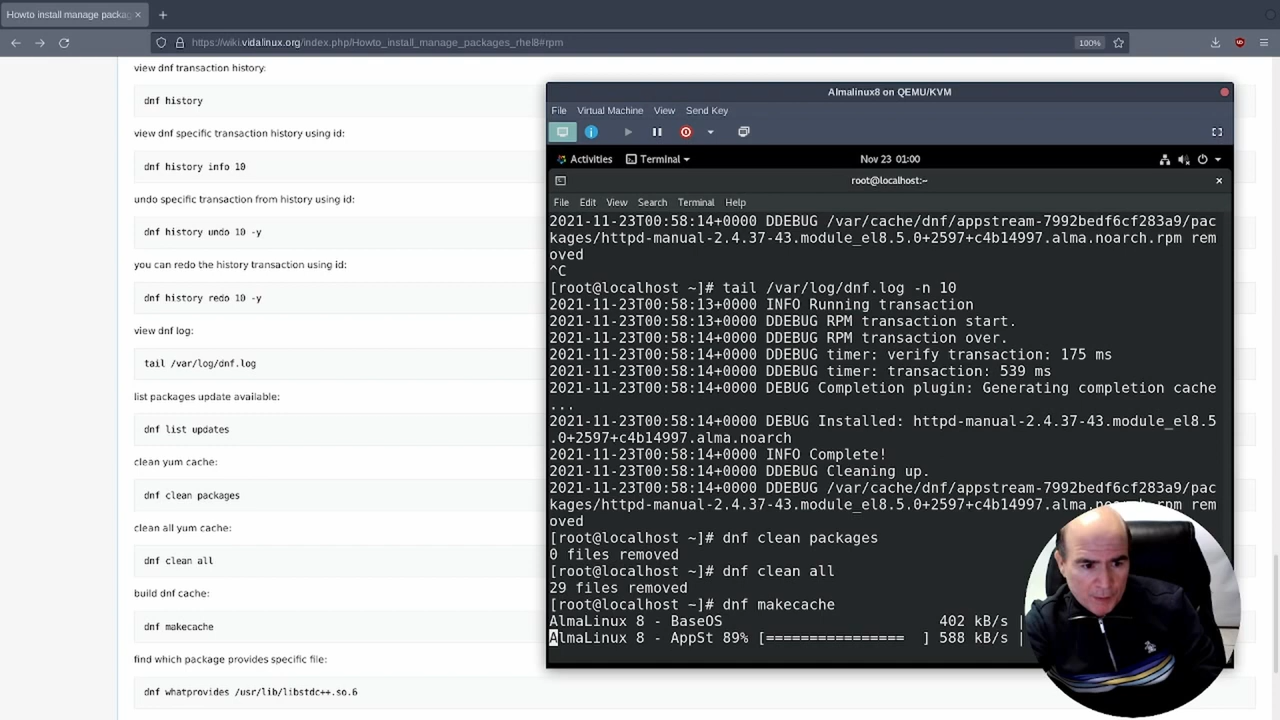 Howto install manage packag
https://wiki.vidalinux.org/index.php/Howto_install_manage_packages_rhel8#rpm
100%
view dnf transaction history:
dnf history
view dnf specific transaction history using id:
dnf history info 10
undo specific transaction from history using id:
dnf history undo 10 -y
you can redo the history transaction using id:
dnf history redo 10 -y
view dnf log:
tail /var/log/dnf.log
list packages update available:
dnf list updates
clean yum cache:
dnf clean packages
clean all yum cache:
dnf clean all
build dnf cache:
dnf makecache
find which package provides specific file:
dnf whatprovides /usr/lib/libstdc++.so.6
Almalinux8 on QEMU/KVM
File Virtual Machine View Send Key
Activities Terminal Nov 23 01:00
root@localhost:~
File Edit View Search Terminal Help
2021-11-23T00:58:14+0000 DDEBUG /var/cache/dnf/appstream-7992bedf6cf283a9/pac
kages/httpd-manual-2.4.37-43.module_el8.5.0+2597+c4b14997.alma.noarch.rpm rem
oved
^C
[root@localhost ~]# tail /var/log/dnf.log -n 10
2021-11-23T00:58:13+0000 INFO Running transaction
2021-11-23T00:58:13+0000 DDEBUG RPM transaction start.
2021-11-23T00:58:14+0000 DDEBUG RPM transaction over.
2021-11-23T00:58:14+0000 DDEBUG timer: verify transaction: 175 ms
2021-11-23T00:58:14+0000 DDEBUG timer: transaction: 539 ms
2021-11-23T00:58:14+0000 DEBUG Completion plugin: Generating completion cache
...
2021-11-23T00:58:14+0000 DEBUG Installed: httpd-manual-2.4.37-43.module_el8.5
.0+2597+c4b14997.alma.noarch
2021-11-23T00:58:14+0000 INFO Complete!
2021-11-23T00:58:14+0000 DDEBUG Cleaning up.
2021-11-23T00:58:14+0000 DDEBUG /var/cache/dnf/appstream-7992bedf6cf283a9/pac
kages/httpd-manual-2.4.37-43.module_el8.5.0+2597+c4b14997.alma.noarch.rpm rem
oved
[root@localhost ~]# dnf clean packages
0 files removed
[root@localhost ~]# dnf clean all
29 files removed
[root@localhost ~]# dnf makecache
AlmaLinux 8 - BaseOS 402 kB/s |
AlmaLinux 8 - AppSt 89% [================ ] 588 kB/s |